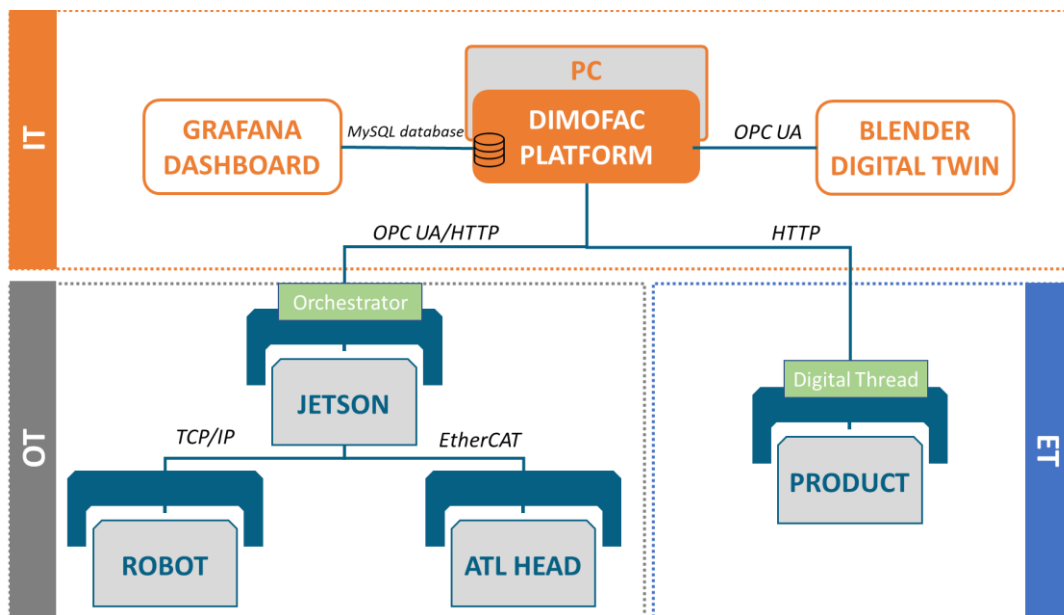 IT
PC
GRAFANA
DASHBOARD
MySQL database
DIMOFAC
PLATFORM
OPC UA
BLENDER
DIGITAL TWIN
OPC UA/HTTP
HTTP
OT
Orchestrator
JETSON
TCP/IP
EtherCAT
ROBOT
ATL HEAD
Digital Thread
PRODUCT
ET